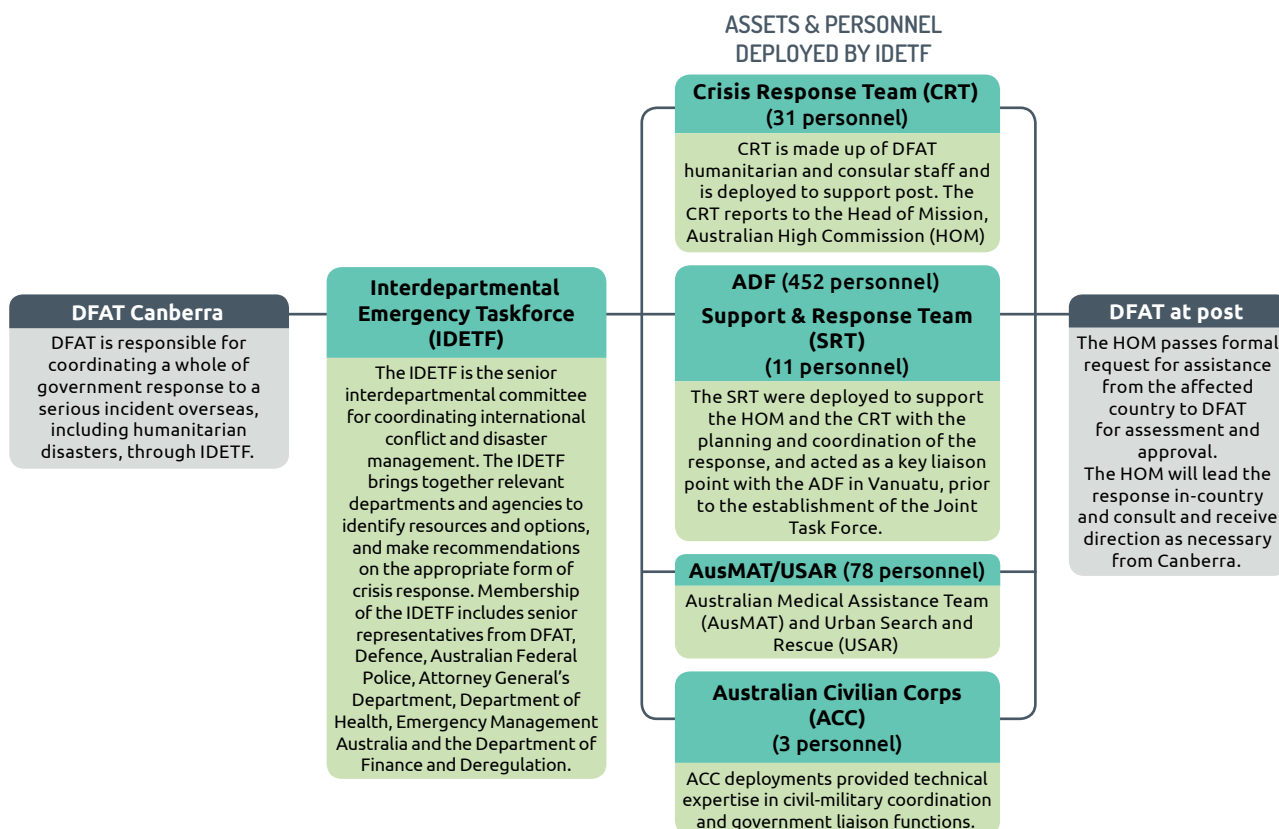 ASSETS & PERSONNEL
DEPLOYED BY IDETF
DFAT Canberra
DFAT is responsible for
coordinating a whole of
government response to a
serious incident overseas,
including humanitarian
disasters, through IDETF.
Interdepartmental
Emergency Taskforce
(IDETF)
The IDETF is the senior
interdepartmental committee
for coordinating international
conflict and disaster
management. The IDETF
brings together relevant
departments and agencies to
identify resources and options,
and make recommendations
on the appropriate form of
crisis response. Membership
of the IDETF includes senior
representatives from DFAT,
Defence, Australian Federal
Police, Attorney General’s
Department, Department of
Health, Emergency Management
Australia and the Department of
Finance and Deregulation.
Crisis Response Team (CRT)
(31 personnel)
CRT is made up of DFAT
humanitarian and consular staff and
is deployed to support post. The
CRT reports to the Head of Mission,
Australian High Commission (HOM)
ADF (452 personnel)
Support & Response Team
(SRT)
(11 personnel)
The SRT were deployed to support
the HOM and the CRT with the
planning and coordination of the
response, and acted as a key liaison
point with the ADF in Vanuatu, prior
to the establishment of the Joint
Task Force.
AusMAT/USAR (78 personnel)
Australian Medical Assistance Team
(AusMAT) and Urban Search and
Rescue (USAR)
Australian Civilian Corps
(ACC)
(3 personnel)
ACC deployments provided technical
expertise in civil-military coordination
and government liaison functions.
DFAT at post
The HOM passes formal
request for assistance
from the affected
country to DFAT
for assessment and
approval.
The HOM will lead the
response in-country
and consult and receive
direction as necessary
from Canberra.